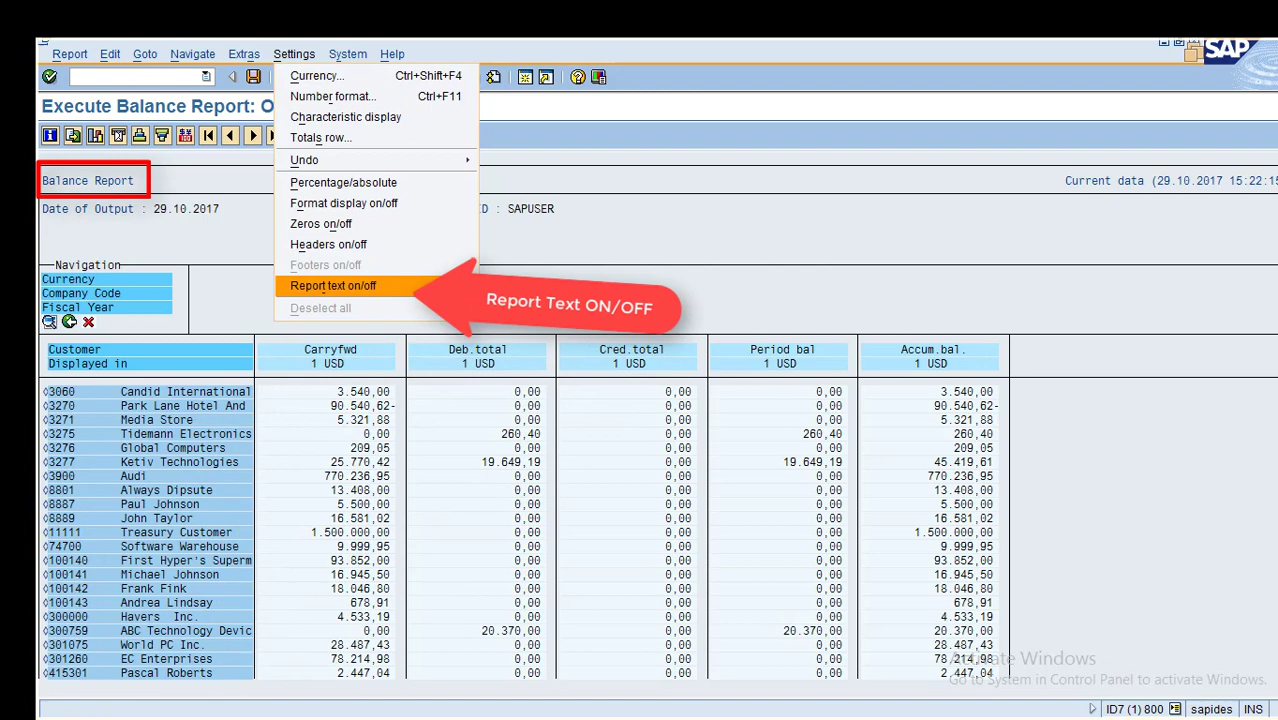 Report Edit Goto Navigate Extras Settings System Help
SAP
Currency... Ctrl+Shift+F4
Execute Balance Report: O
Number format... Ctrl+F11
Characteristic display
Totals row...
Undo
Percentage/absolute
Format display on/off
Zeros on/off
Headers on/off
Footers on/off
Report text on/off
Deselect all
Report Text ON/OFF
Balance Report
Current data (29.10.2017 15:22:15
Date of Output : 29.10.2017 D : SAPUSER
Navigation
Currency
Company Code
Fiscal Year
Customer Carryfwd Deb.total Cred.total Period bal Accum.bal.
Displayed in 1 USD 1 USD 1 USD 1 USD 1 USD
3060 Candid International 3.540,00 0,00 0,00 0,00 3.540,00
3270 Park Lane Hotel And 90.540,62- 0,00 0,00 0,00 90.540,62-
3271 Media Store 5.321,88 0,00 0,00 0,00 5.321,88
3275 Tidemann Electronics 0,00 260,40 0,00 260,40 260,40
3276 Global Computers 209,05 0,00 0,00 0,00 209,05
3277 Ketiv Technologies 25.770,42 19.649,19 0,00 19.649,19 45.419,61
3900 Audi 770.236,95 0,00 0,00 0,00 770.236,95
8801 Always Dipsute 13.408,00 0,00 0,00 0,00 13.408,00
8887 Paul Johnson 5.500,00 0,00 0,00 0,00 5.500,00
8889 John Taylor 16.581,02 0,00 0,00 0,00 16.581,02
11111 Treasury Customer 1.500.000,00 0,00 0,00 0,00 1.500.000,00
74700 Software Warehouse 9.999,95 0,00 0,00 0,00 9.999,95
100140 First Hyper's Superm 93.852,00 0,00 0,00 0,00 93.852,00
100141 Michael Johnson 16.945,50 0,00 0,00 0,00 16.945,50
100142 Frank Fink 18.046,80 0,00 0,00 0,00 18.046,80
100143 Andrea Lindsay 678,91 0,00 0,00 0,00 678,91
300000 Havers Inc. 4.533,19 0,00 0,00 0,00 4.533,19
300759 ABC Technology Devic 0,00 20.370,00 0,00 20.370,00 20.370,00
301075 World PC Inc. 28.487,43 0,00 0,00 0,00 28.487,43
301260 EC Enterprises 78.214,98 0,00 0,00 0,00 78.214,98
415301 Pascal Roberts 2.447,04 0,00 0,00 0,00 2.447,04
Activate Windows
Go to System in Control Panel to activate Windows.
ID7 (1) 800 sapides INS